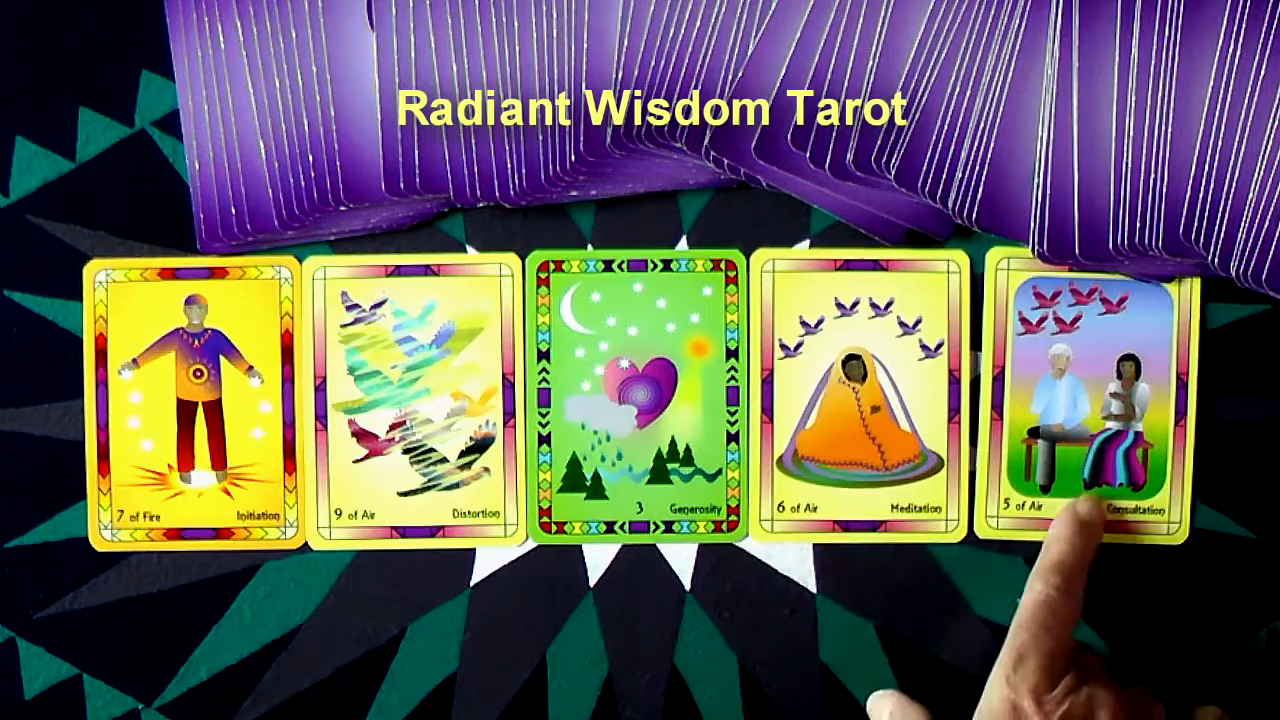 Radiant Wisdom Tarot
7 of Fire Initiation
9 of Air Distortion
3 Generosity
6 of Air Meditation
5 of Air Consultation